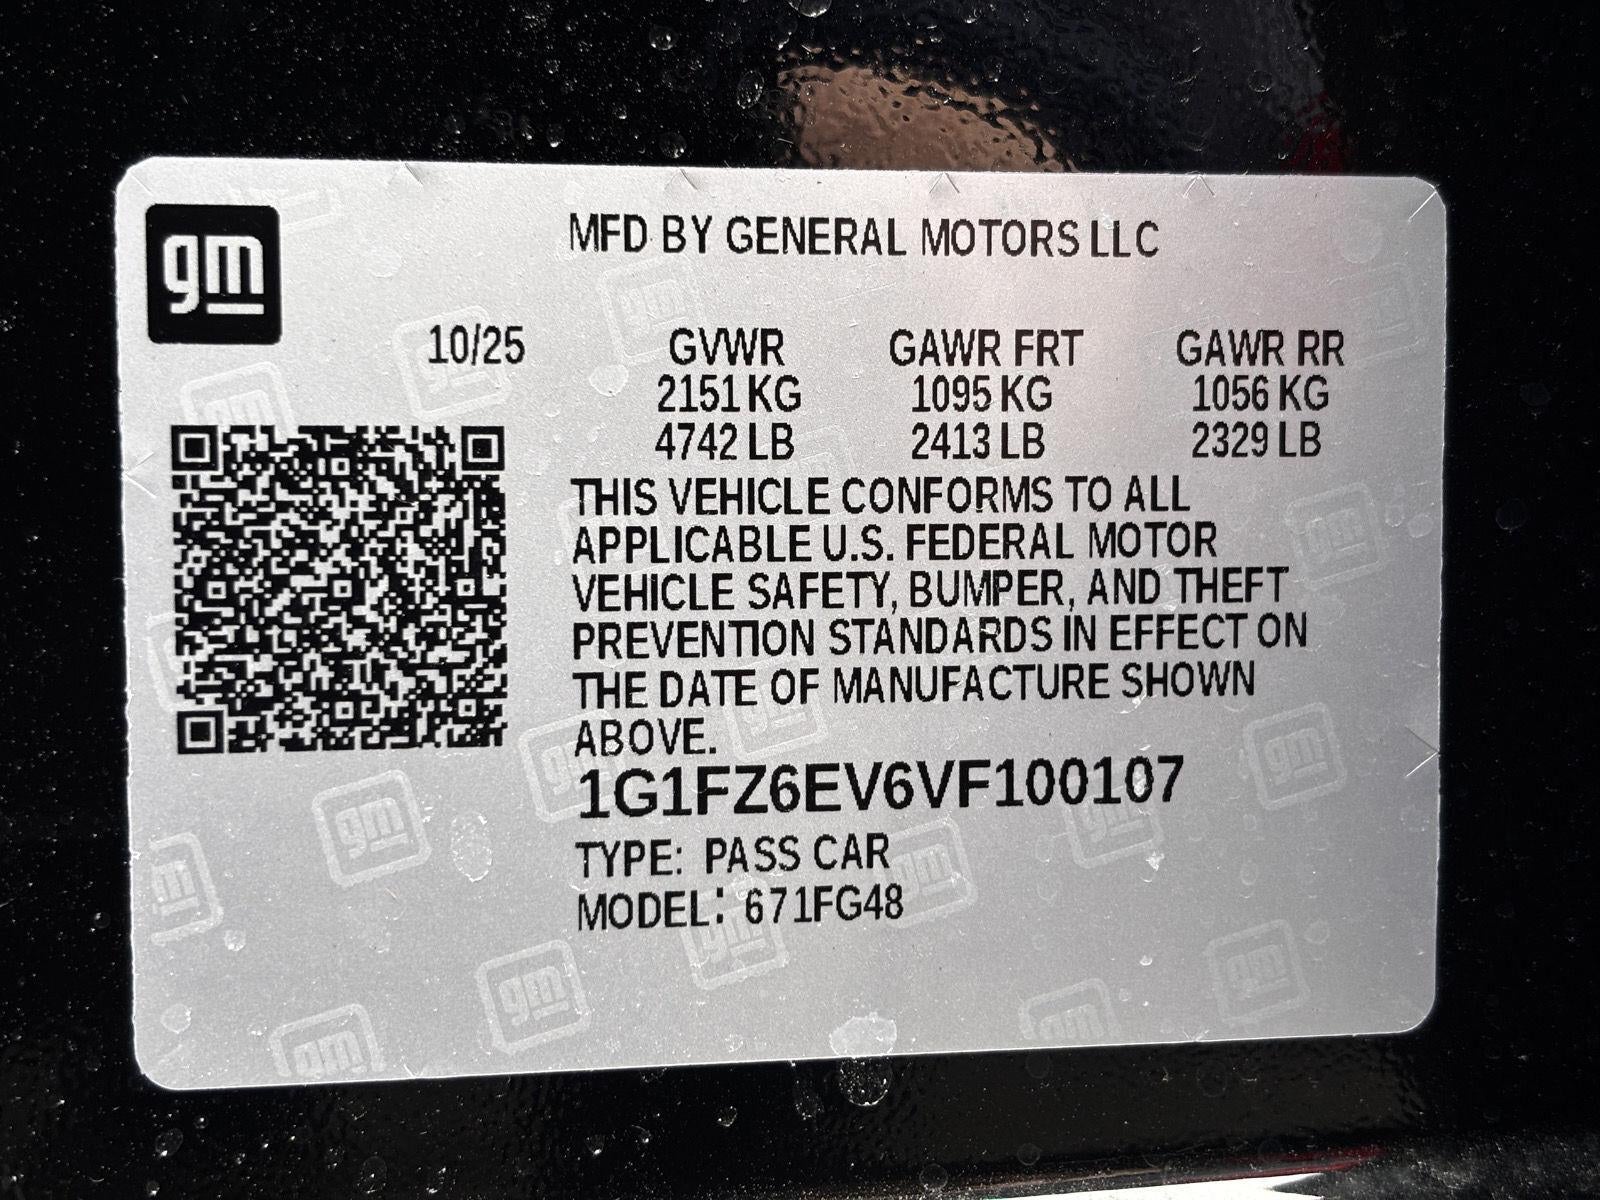 gm
MFD BY GENERAL MOTORS LLC
10/25 GVWR GAWR FRT GAWR RR
2151 KG 1095 KG 1056 KG
4742 LB 2413 LB 2329 LB
THIS VEHICLE CONFORMS TO ALL
APPLICABLE U.S. FEDERAL MOTOR
VEHICLE SAFETY, BUMPER, AND THEFT
PREVENTION STANDARDS IN EFFECT ON
THE DATE OF MANUFACTURE SHOWN
ABOVE.
1G1FZ6EV6VF100107
TYPE: PASS CAR
MODEL: 671FG48